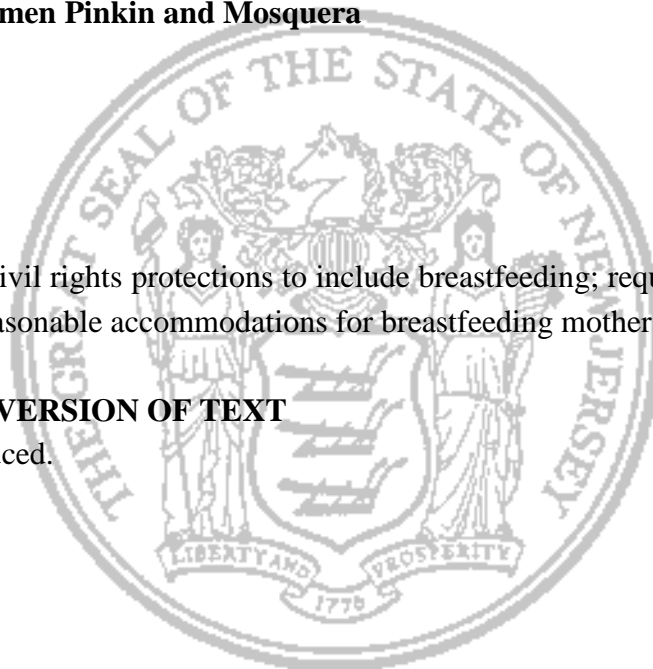 men Pinkin and Mosquera
THE GREAT SEAL OF THE STATE OF NEW JERSEY
ivil rights protections to include breastfeeding; requ
asonable accommodations for breastfeeding mother
VERSION OF TEXT
ced.
LIBERTY AND PROSPERITY
1776